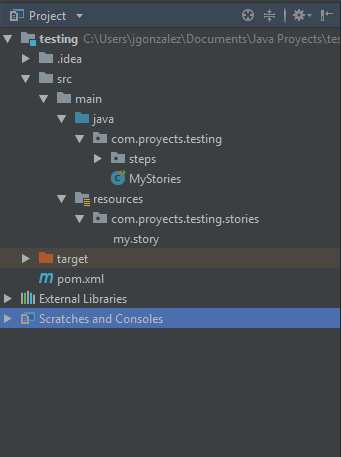 Project
testing C:\Users\jgonzalez\Documents\Java Proyects\tes
.idea
src
main
java
com.proyects.testing
steps
MyStories
resources
com.proyects.testing.stories
my.story
target
pom.xml
External Libraries
Scratches and Consoles